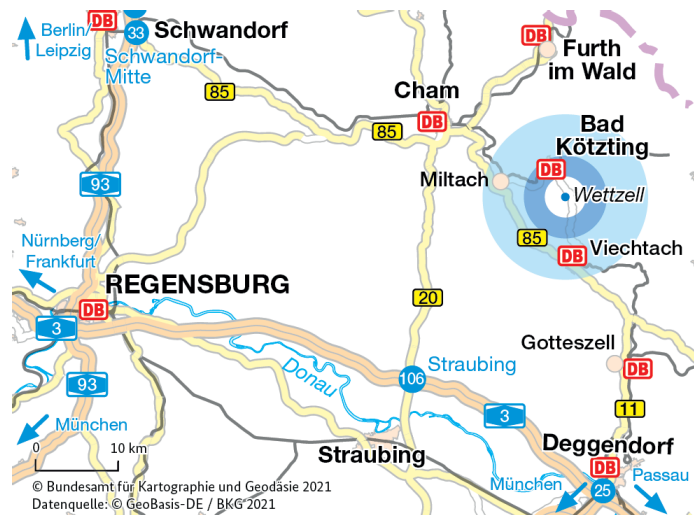 Berlin/
Leipzig
DB
33
Schwandorf
Schwandorf-
Mitte
85
DB
Furth
im Wald
Cham
85
DB
Bad
Kötzting
DB
Miltach
Wettzell
93
85
Viechtach
DB
Nürnberg/
Frankfurt
REGENSBURG
DB
20
3
Donau
Gotteszell
DB
Straubing
106
93
3
11
München
0
10 km
Straubing
Deggendorf
DB
München
Passau
25
© Bundesamt für Kartographie und Geodäsie 2021
Datenquelle: © GeoBasis-DE / BKG 2021